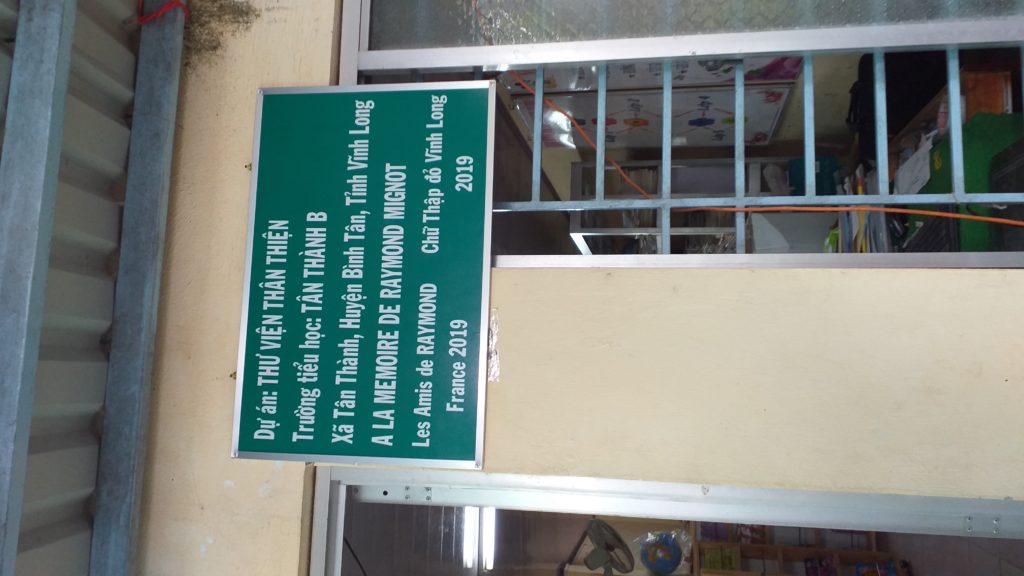 Dự án: THƯ VIỆN THÂN THIỆN
Trường tiểu học: TÂN THÀNH B
Xã Tân Thành, Huyện Bình Tân, Tỉnh Vĩnh Long
A LA MEMOIRE DE RAYMOND MIGNOT
Les Amis de RAYMOND Chữ Thập đỏ Vĩnh Long
France 2019 2019